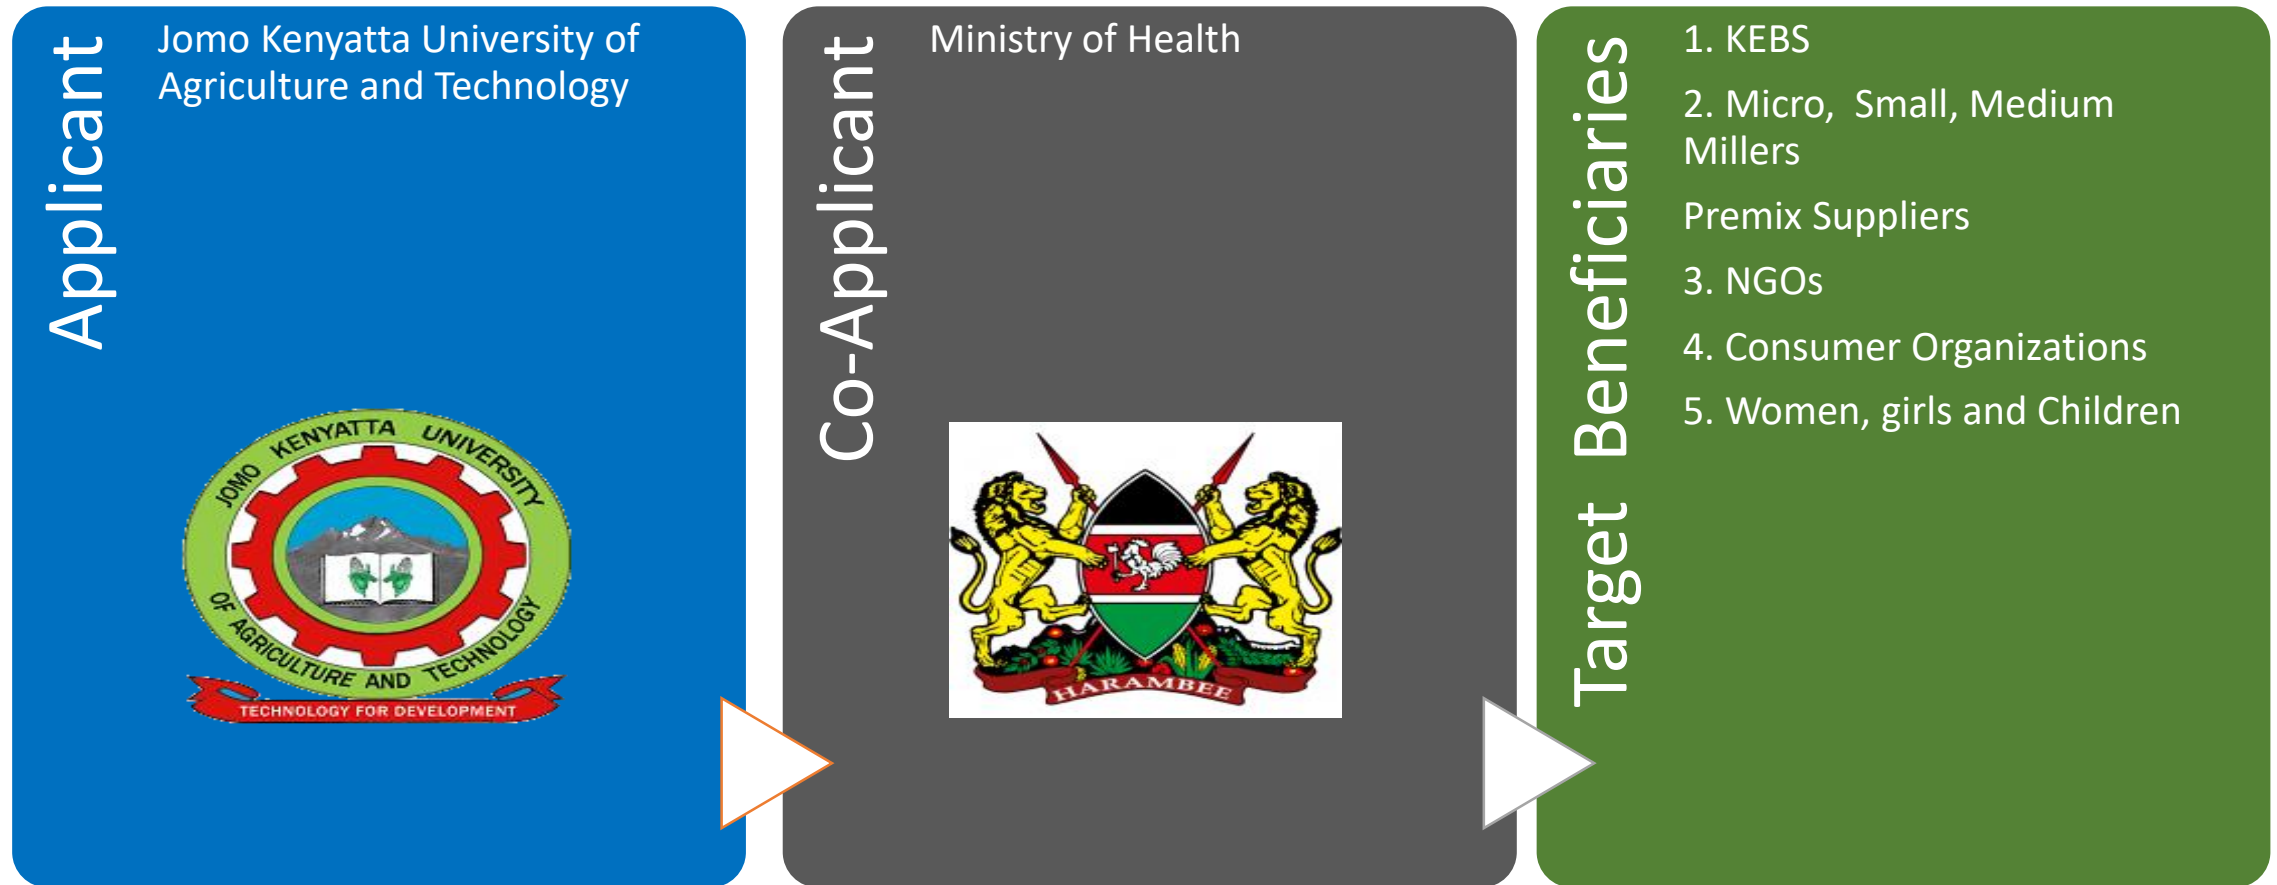 Applicant
Jomo Kenyatta University of
Agriculture and Technology
JOMO KENYATTA UNIVERSITY
OF AGRICULTURE AND TECHNOLOGY
TECHNOLOGY FOR DEVELOPMENT
Co-Applicant
Ministry of Health
HARAMBEE
Target Beneficiaries
1. KEBS
2. Micro, Small, Medium
Millers
Premix Suppliers
3. NGOs
4. Consumer Organizations
5. Women, girls and Children